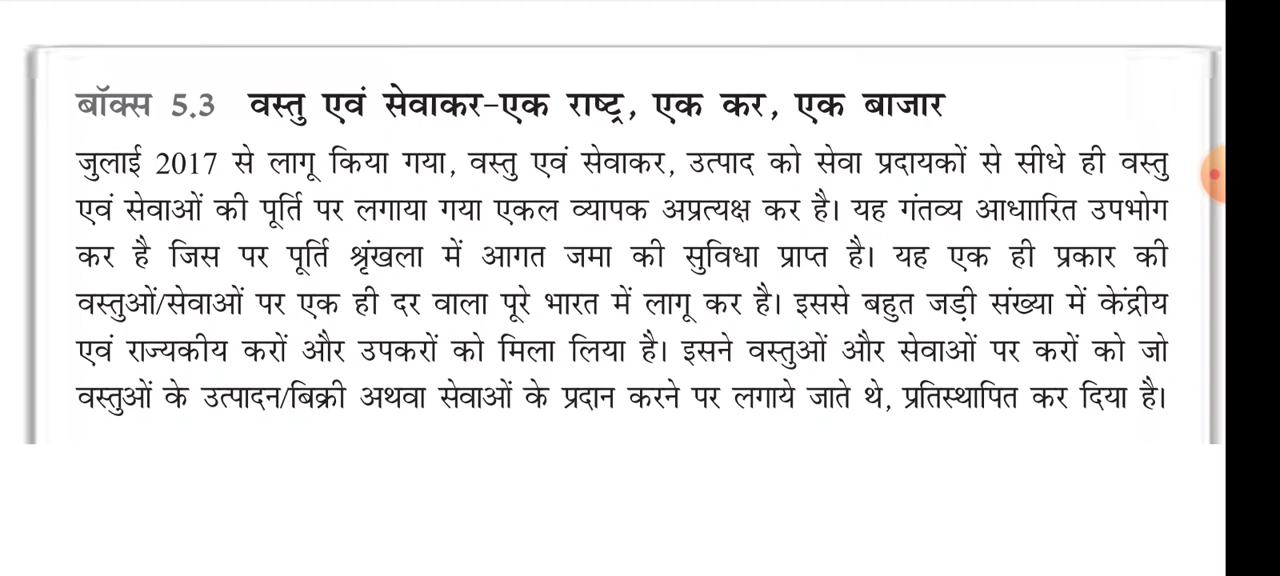 बॉक्स 5.3 वस्तु एवं सेवाकर–एक राष्ट्र, एक कर, एक बाजार
जुलाई 2017 से लागू किया गया, वस्तु एवं सेवाकर, उत्पाद को सेवा प्रदायकों से सीधे ही वस्तु
एवं सेवाओं की पूर्ति पर लगाया गया एकल व्यापक अप्रत्यक्ष कर है। यह गंतव्य आधाारित उपभोग
कर है जिस पर पूर्ति श्रृंखला में आगत जमा की सुविधा प्राप्त है। यह एक ही प्रकार की
वस्तुओं/सेवाओं पर एक ही दर वाला पूरे भारत में लागू कर है। इससे बहुत जड़ी संख्या में केंद्रीय
एवं राज्यकीय करों और उपकरों को मिला लिया है। इसने वस्तुओं और सेवाओं पर करों को जो
वस्तुओं के उत्पादन/बिक्री अथवा सेवाओं के प्रदान करने पर लगाये जाते थे, प्रतिस्थापित कर दिया है।